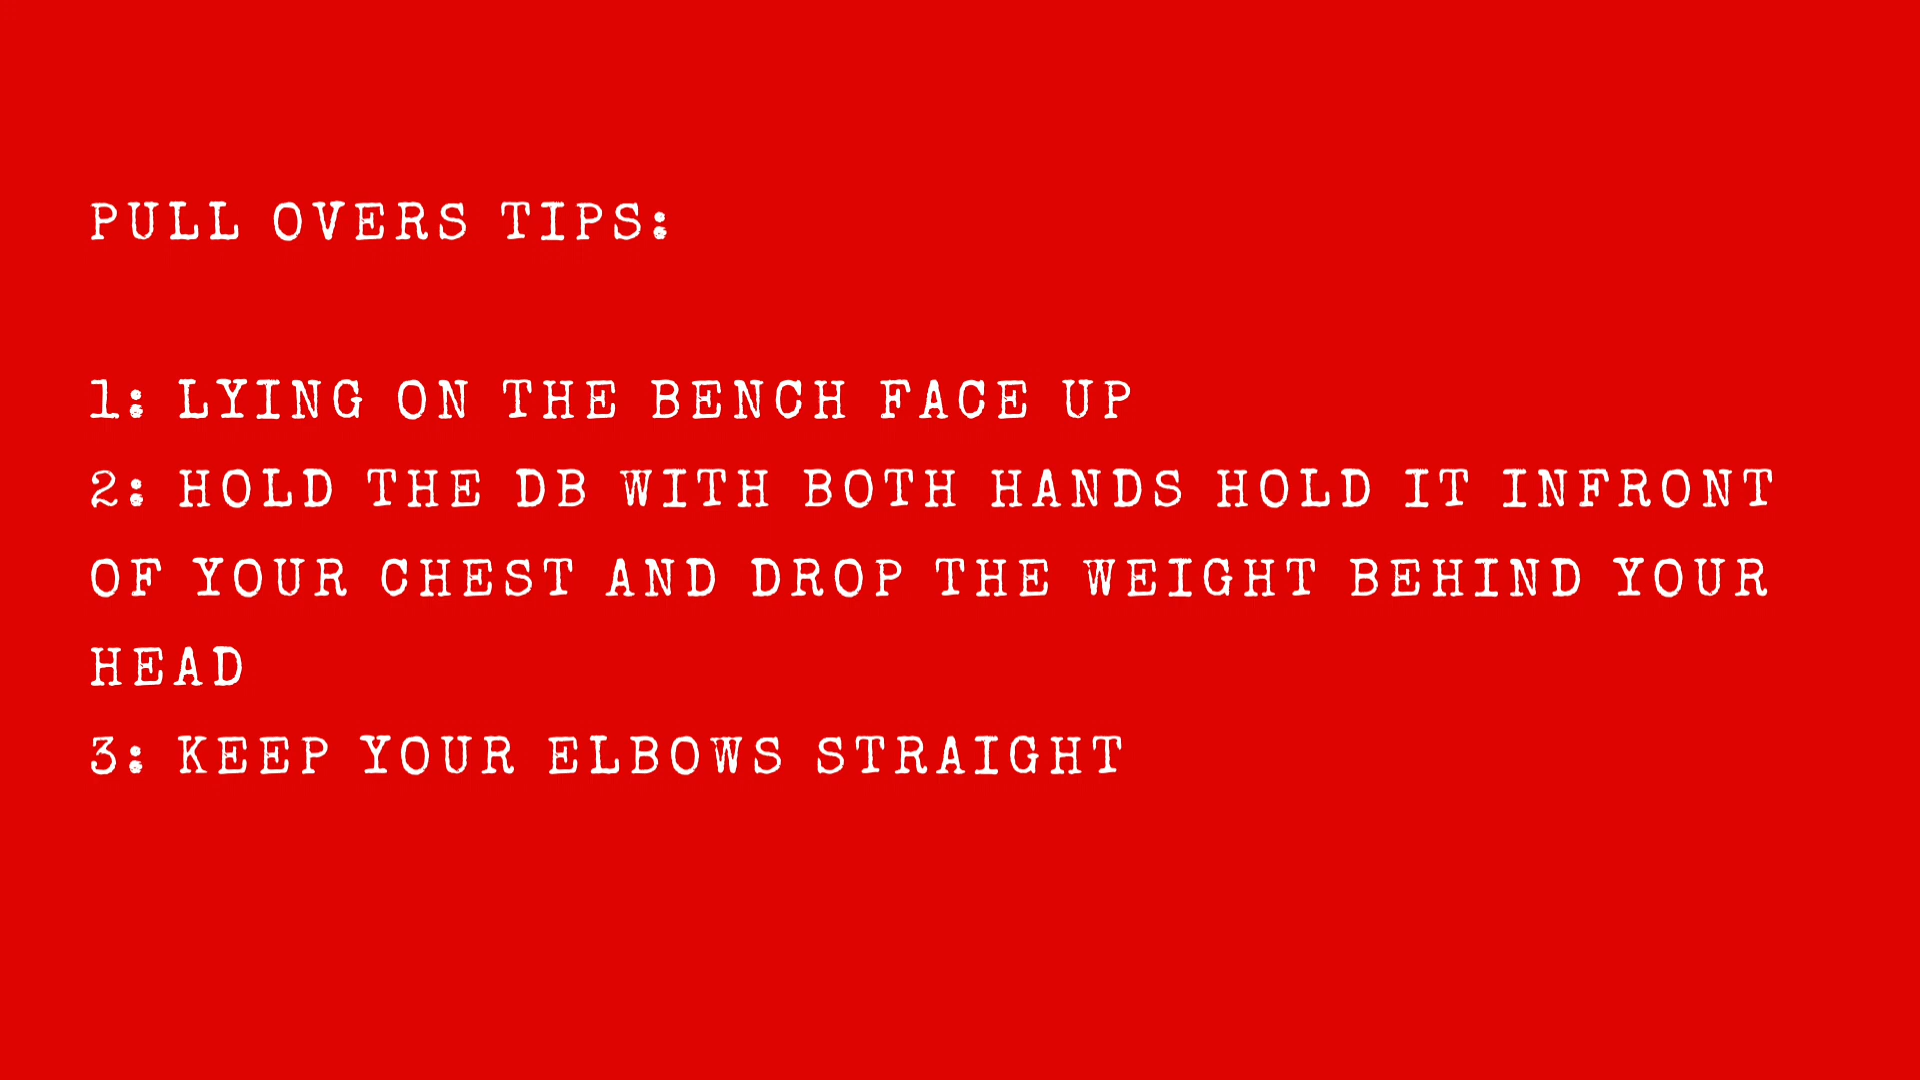 PULL OVERS TIPS:
1: LYING ON THE BENCH FACE UP
2: HOLD THE DB WITH BOTH HANDS HOLD IT INFRONT
OF YOUR CHEST AND DROP THE WEIGHT BEHIND YOUR
HEAD
3: KEEP YOUR ELBOWS STRAIGHT